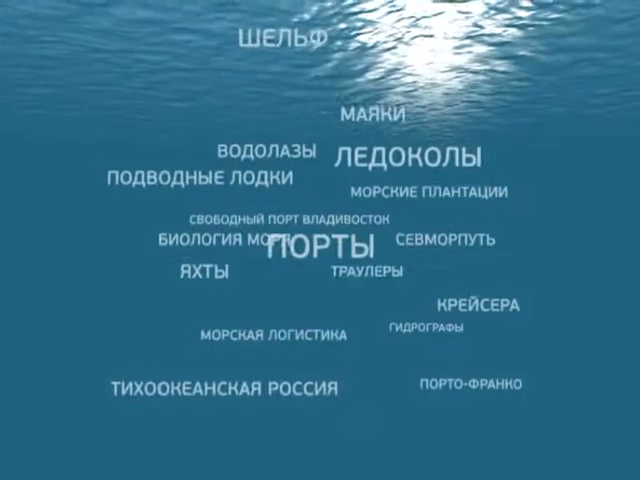 ШЕЛЬФ
МАЯКИ
ВОДОЛАЗЫ
ЛЕДОКОЛЫ
ПОДВОДНЫЕ ЛОДКИ
МОРСКИЕ ПЛАНТАЦИИ
СВОБОДНЫЙ ПОРТ ВЛАДИВОСТОК
БИОЛОГИЯ МОРЯ
ПОРТЫ
СЕВМОРПУТЬ
ЯХТЫ
ТРАУЛЕРЫ
КРЕЙСЕРА
ГИДРОГРАФЫ
МОРСКАЯ ЛОГИСТИКА
ТИХООКЕАНСКАЯ РОССИЯ
ПОРТО-ФРАНКО